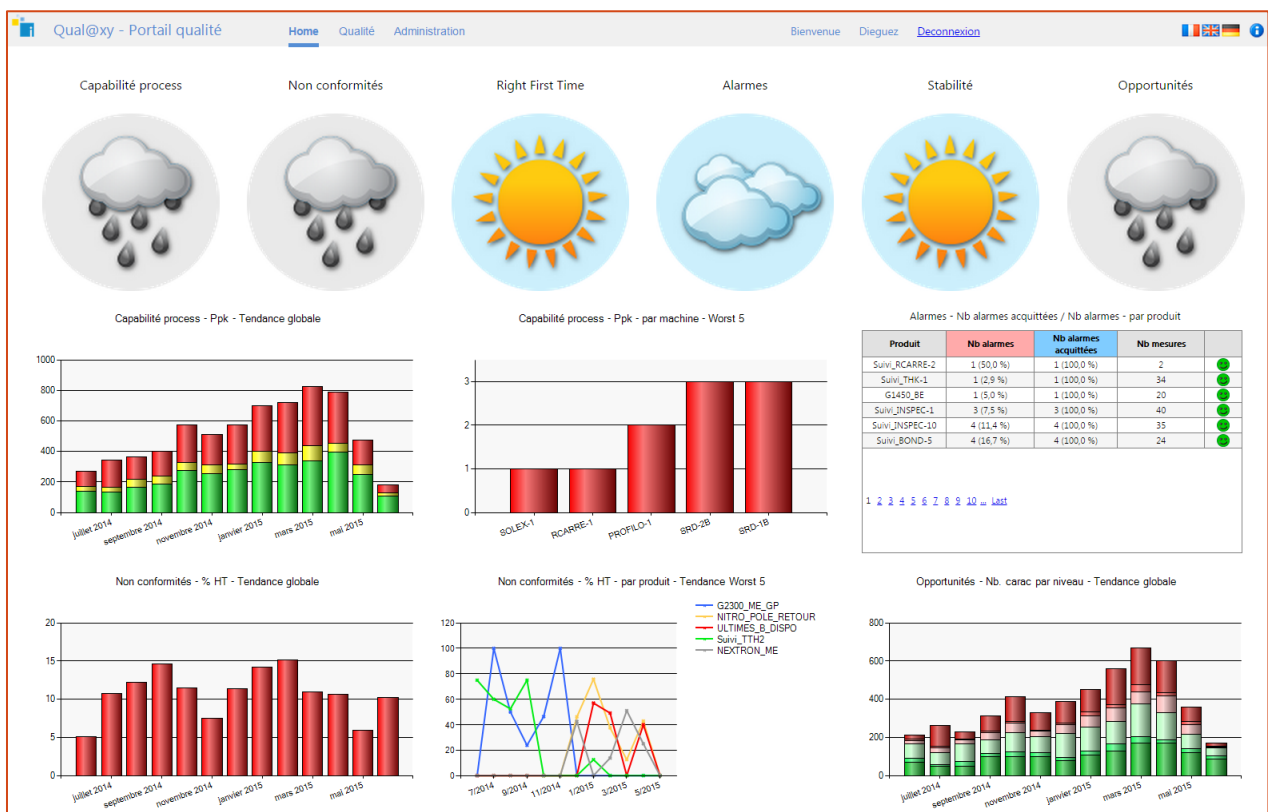 Qual@xy - Portail qualité Home Qualité Administration Bienvenue Dieguez Deconnexion
Capabilité process Non conformités Right First Time Alarmes Stabilité Opportunités
Capabilité process - Ppk - Tendance globale
1000
800
600
400
200
0
juillet 2014 septembre 2014 novembre 2014 janvier 2015 mars 2015 mai 2015
Capabilité process - Ppk - par machine - Worst 5
3
2
1
0
SOLEX-1 RCARRE-1 PROFILO-1 SRD-2B SRD-1B
Alarmes - Nb alarmes acquittées / Nb alarmes - par produit
Produit Nb alarmes Nb alarmes acquittées Nb mesures
Suivi_RCARRE-2 1 (50,0 %) 1 (100,0 %) 2
Suivi_THK-1 1 (2,9 %) 1 (100,0 %) 34
G1450_BE 1 (5,0 %) 1 (100,0 %) 20
Suivi_INSPEC-1 3 (7,5 %) 3 (100,0 %) 40
Suivi_INSPEC-10 4 (11,4 %) 4 (100,0 %) 35
Suivi_BOND-5 4 (16,7 %) 4 (100,0 %) 24
1 2 3 4 5 6 7 8 9 10 ... Last
Non conformités - % HT - Tendance globale
20
15
10
5
0
juillet 2014 septembre 2014 novembre 2014 janvier 2015 mars 2015 mai 2015
Non conformités - % HT - par produit - Tendance Worst 5
G2300_ME_GP
NITRO_POLE_RETOUR
ULTIMES_B_DISPO
Suivi_TTH2
NEXTRON_ME
120
100
80
60
40
20
0
7/2014 9/2014 11/2014 1/2015 3/2015 5/2015
Opportunités - Nb. carac par niveau - Tendance globale
800
600
400
200
0
juillet 2014 septembre 2014 novembre 2014 janvier 2015 mars 2015 mai 2015